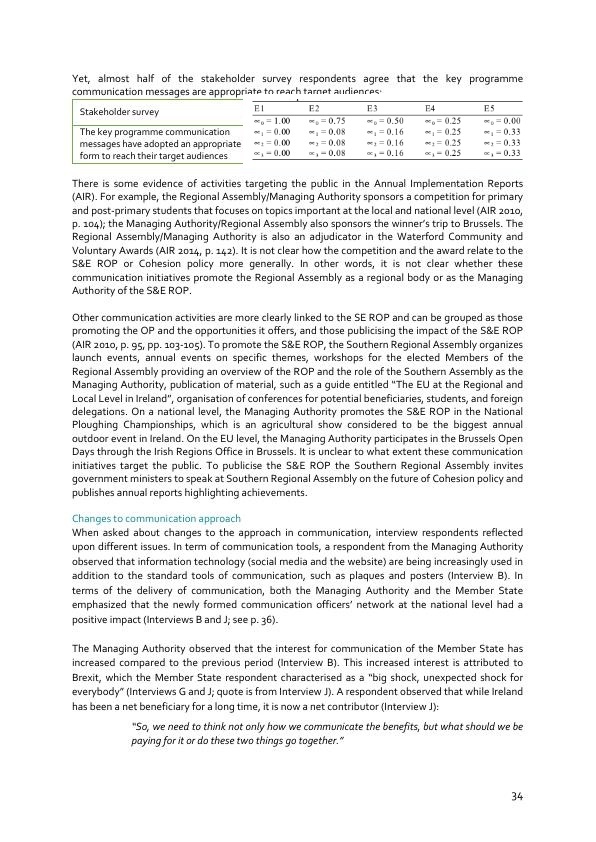 Yet, almost half of the stakeholder survey respondents agree that the key programme
communication messages are appropriate to reach target audiences:
Stakeholder survey E1 E2 E3 E4 E5
∝₀ = 1.00 ∝₀ = 0.75 ∝₀ = 0.50 ∝₀ = 0.25 ∝₀ = 0.00
The key programme communication ∝₁ = 0.00 ∝₁ = 0.08 ∝₁ = 0.16 ∝₁ = 0.25 ∝₁ = 0.33
messages have adopted an appropriate ∝₂ = 0.00 ∝₂ = 0.08 ∝₂ = 0.16 ∝₂ = 0.25 ∝₂ = 0.33
form to reach their target audiences ∝₃ = 0.00 ∝₃ = 0.08 ∝₃ = 0.16 ∝₃ = 0.25 ∝₃ = 0.33
There is some evidence of activities targeting the public in the Annual Implementation Reports
(AIR). For example, the Regional Assembly/Managing Authority sponsors a competition for primary
and post-primary students that focuses on topics important at the local and national level (AIR 2010,
p. 104); the Managing Authority/Regional Assembly also sponsors the winner's trip to Brussels. The
Regional Assembly/Managing Authority is also an adjudicator in the Waterford Community and
Voluntary Awards (AIR 2014, p. 142). It is not clear how the competition and the award relate to the
S&E ROP or Cohesion policy more generally. In other words, it is not clear whether these
communication initiatives promote the Regional Assembly as a regional body or as the Managing
Authority of the S&E ROP.
Other communication activities are more clearly linked to the SE ROP and can be grouped as those
promoting the OP and the opportunities it offers, and those publicising the impact of the S&E ROP
(AIR 2010, p. 95, pp. 103-105). To promote the S&E ROP, the Southern Regional Assembly organizes
launch events, annual events on specific themes, workshops for the elected Members of the
Regional Assembly providing an overview of the ROP and the role of the Southern Assembly as the
Managing Authority, publication of material, such as a guide entitled "The EU at the Regional and
Local Level in Ireland", organisation of conferences for potential beneficiaries, students, and foreign
delegations. On a national level, the Managing Authority promotes the S&E ROP in the National
Ploughing Championships, which is an agricultural show considered to be the biggest annual
outdoor event in Ireland. On the EU level, the Managing Authority participates in the Brussels Open
Days through the Irish Regions Office in Brussels. It is unclear to what extent these communication
initiatives target the public. To publicise the S&E ROP the Southern Regional Assembly invites
government ministers to speak at Southern Regional Assembly on the future of Cohesion policy and
publishes annual reports highlighting achievements.
Changes to communication approach
When asked about changes to the approach in communication, interview respondents reflected
upon different issues. In term of communication tools, a respondent from the Managing Authority
observed that information technology (social media and the website) are being increasingly used in
addition to the standard tools of communication, such as plaques and posters (Interview B). In
terms of the delivery of communication, both the Managing Authority and the Member State
emphasized that the newly formed communication officers' network at the national level had a
positive impact (Interviews B and J; see p. 36).
The Managing Authority observed that the interest for communication of the Member State has
increased compared to the previous period (Interview B). This increased interest is attributed to
Brexit, which the Member State respondent characterised as a "big shock, unexpected shock for
everybody" (Interviews G and J; quote is from Interview J). A respondent observed that while Ireland
has been a net beneficiary for a long time, it is now a net contributor (Interview J):
"So, we need to think not only how we communicate the benefits, but what should we be
paying for it or do these two things go together."
34